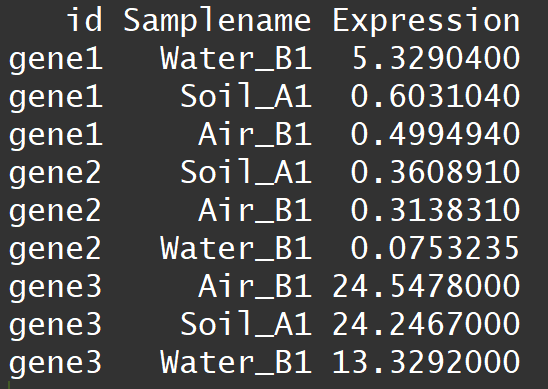 id Samplename Expression
gene1 Water_B1 5.3290400
gene1 Soil_A1 0.6031040
gene1 Air_B1 0.4994940
gene2 Soil_A1 0.3608910
gene2 Air_B1 0.3138310
gene2 Water_B1 0.0753235
gene3 Air_B1 24.5478000
gene3 Soil_A1 24.2467000
gene3 Water_B1 13.3292000